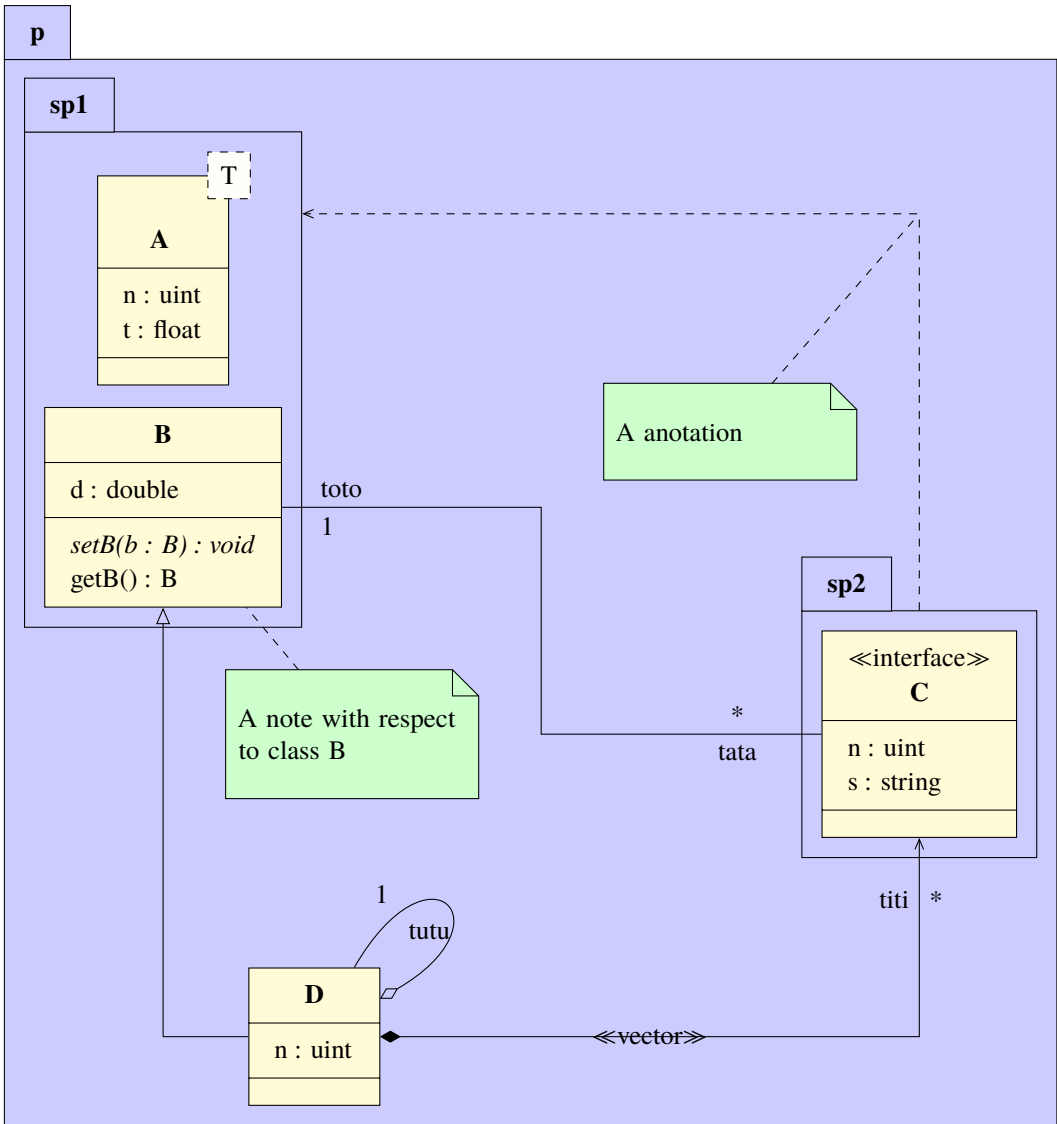 p
sp1
T
A
n : uint
t : float
B
d : double
setB(b : B) : void
getB() : B
toto
1
A anotation
sp2
≪interface≫
C
n : uint
s : string
*
tata
A note with respect
to class B
titi *
1
tutu
D
n : uint
≪vector≫